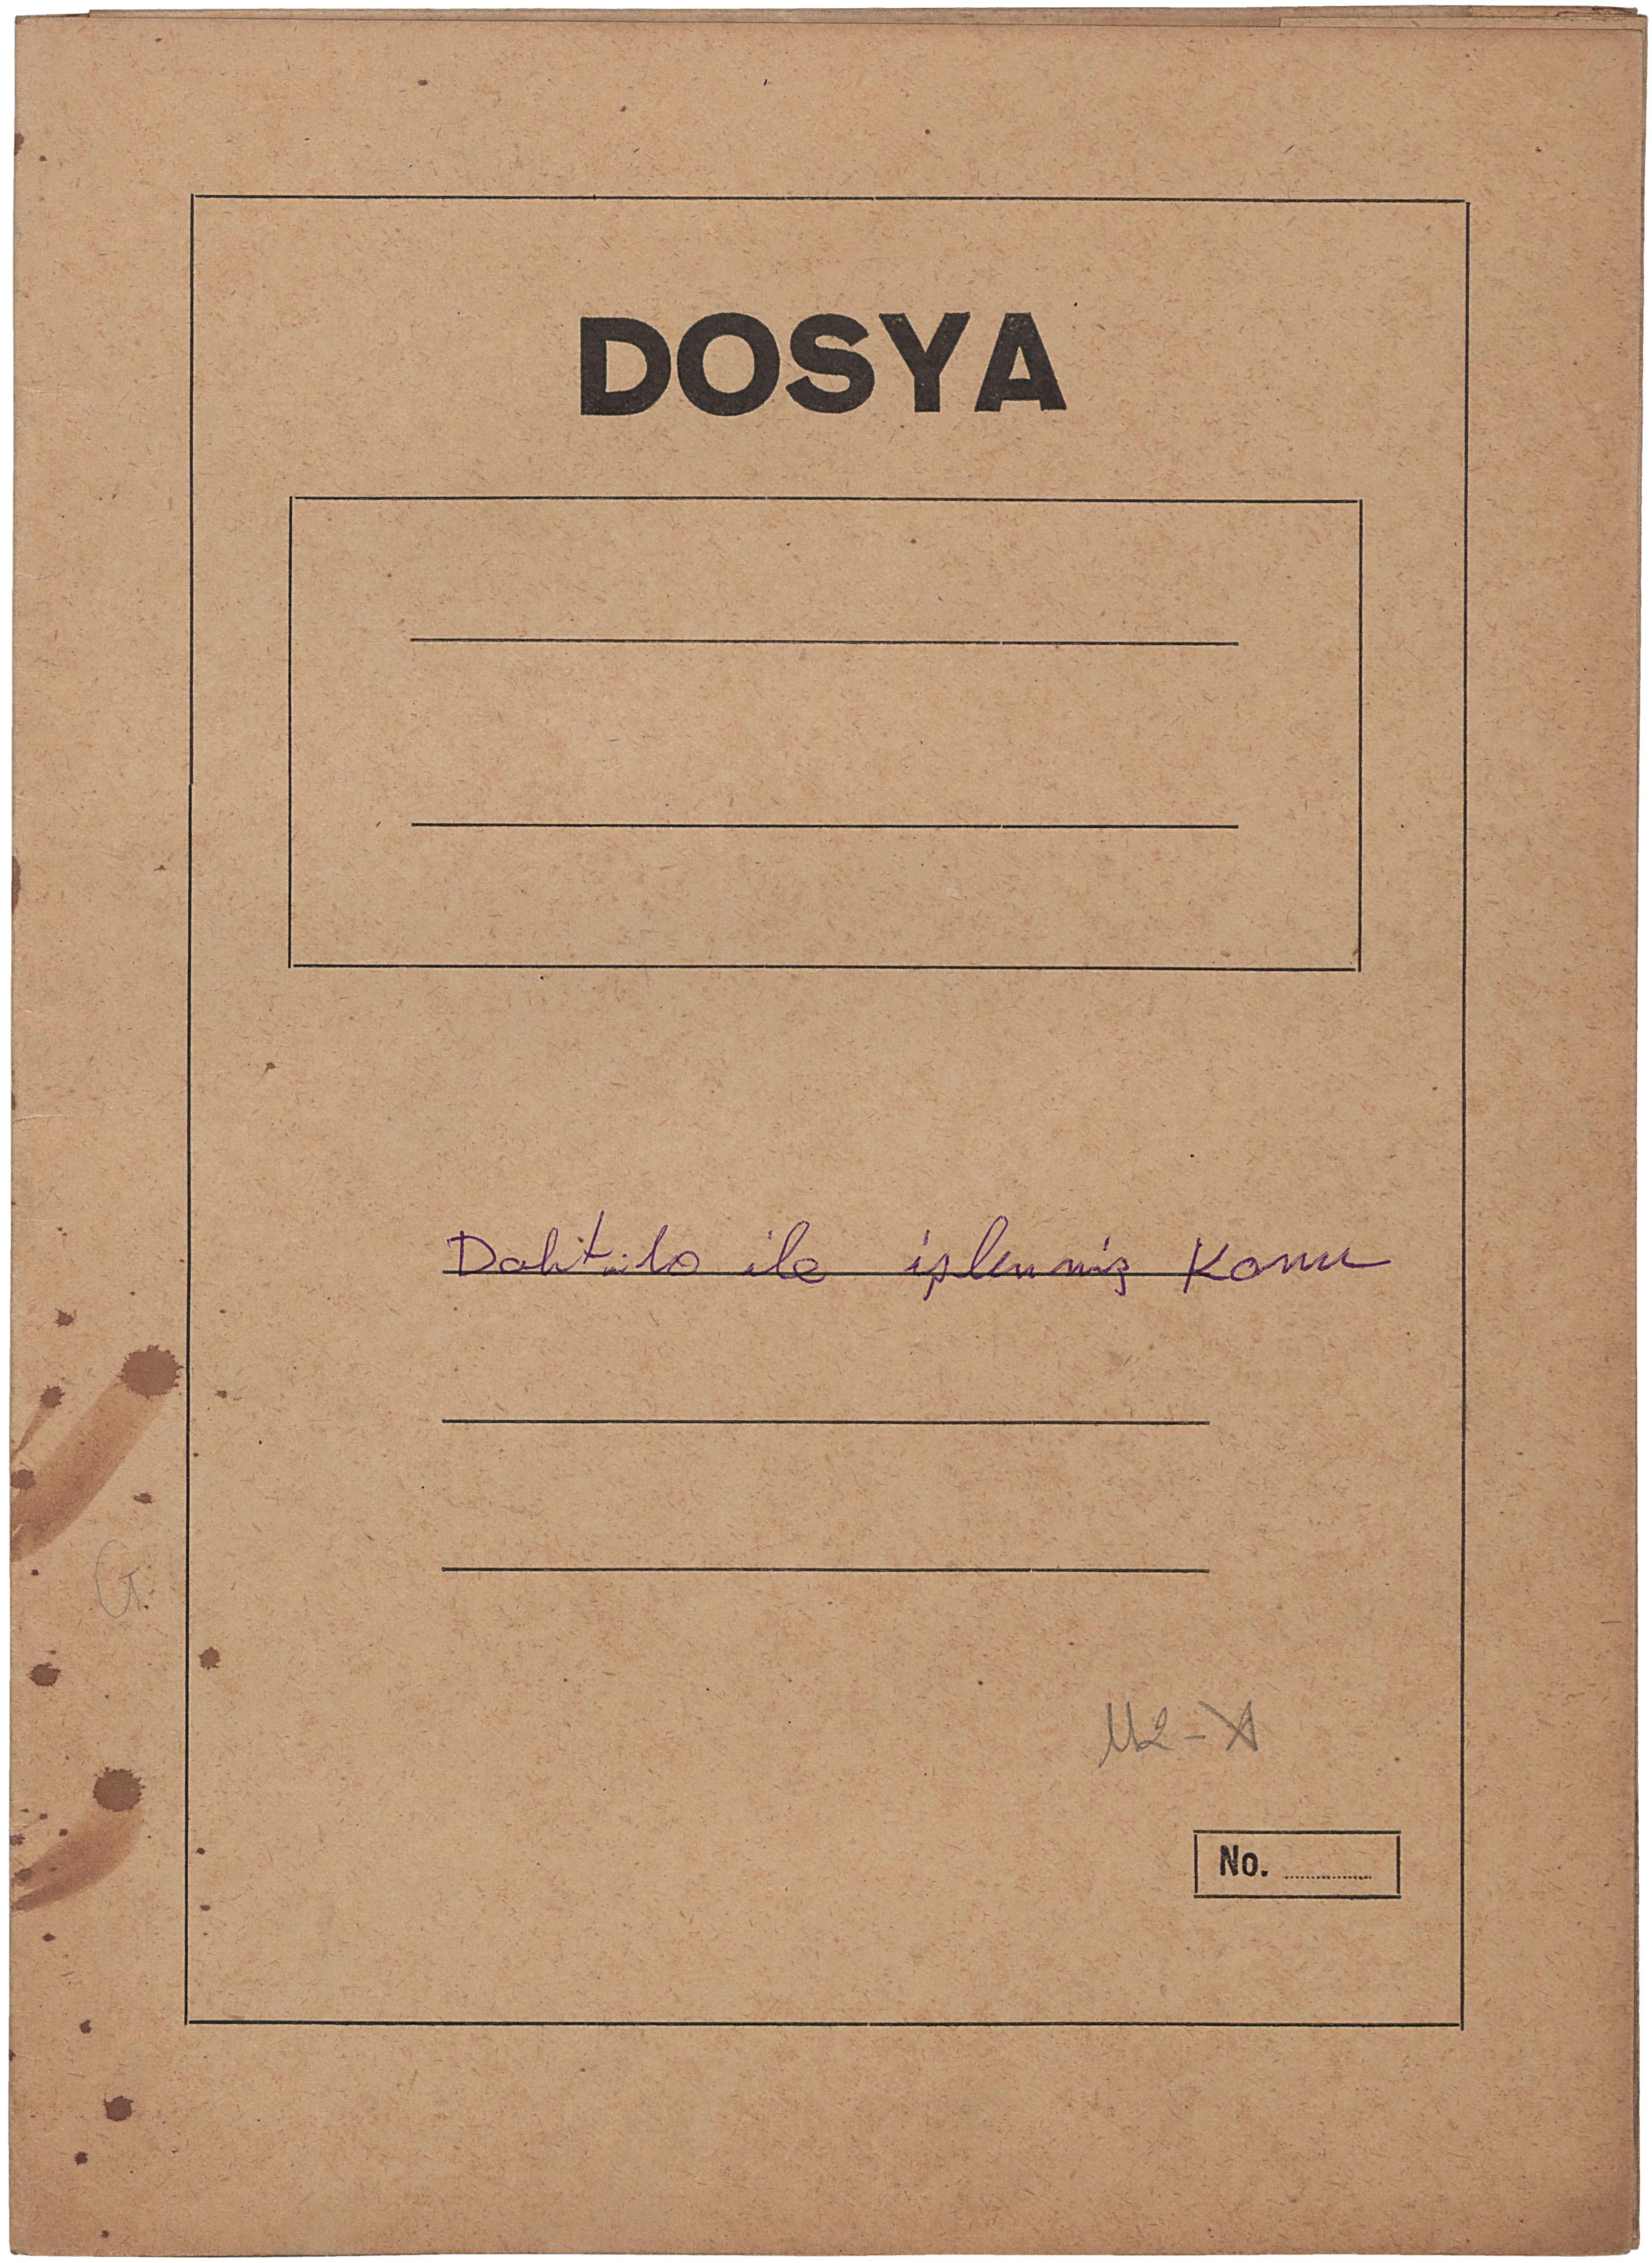 DOSYA
Daktilo ile işlenmiş Konu
No.